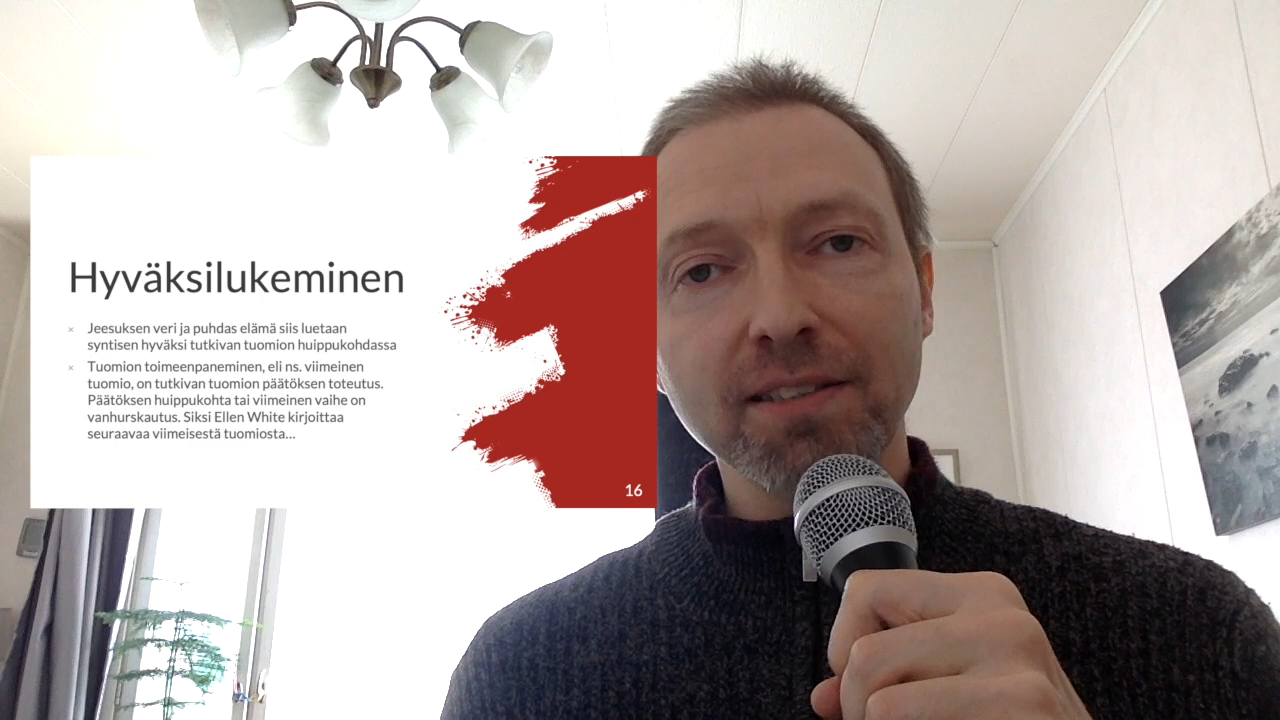 Hyväksilukeminen
× Jeesuksen veri ja puhdas elämä siis luetaan
syntisen hyväksi tutkivan tuomion huippukohdassa
× Tuomion toimeenpaneminen, eli ns. viimeinen
tuomio, on tutkivan tuomion päätöksen toteutus.
Päätöksen huippukohta tai viimeinen vaihe on
vanhurskautus. Siksi Ellen White kirjoittaa
seuraavaa viimeisestä tuomiosta...
16